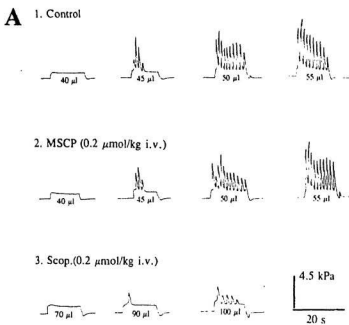 A
1. Control
40 µl
45 µl
50 µl
55 µl
2. MSCP (0.2 µmol/kg i.v.)
40 µl
45 µl
50 µl
55 µl
3. Scop.(0.2 µmol/kg i.v.)
70 µl
90 µl
100 µl
4.5 kPa
20 s